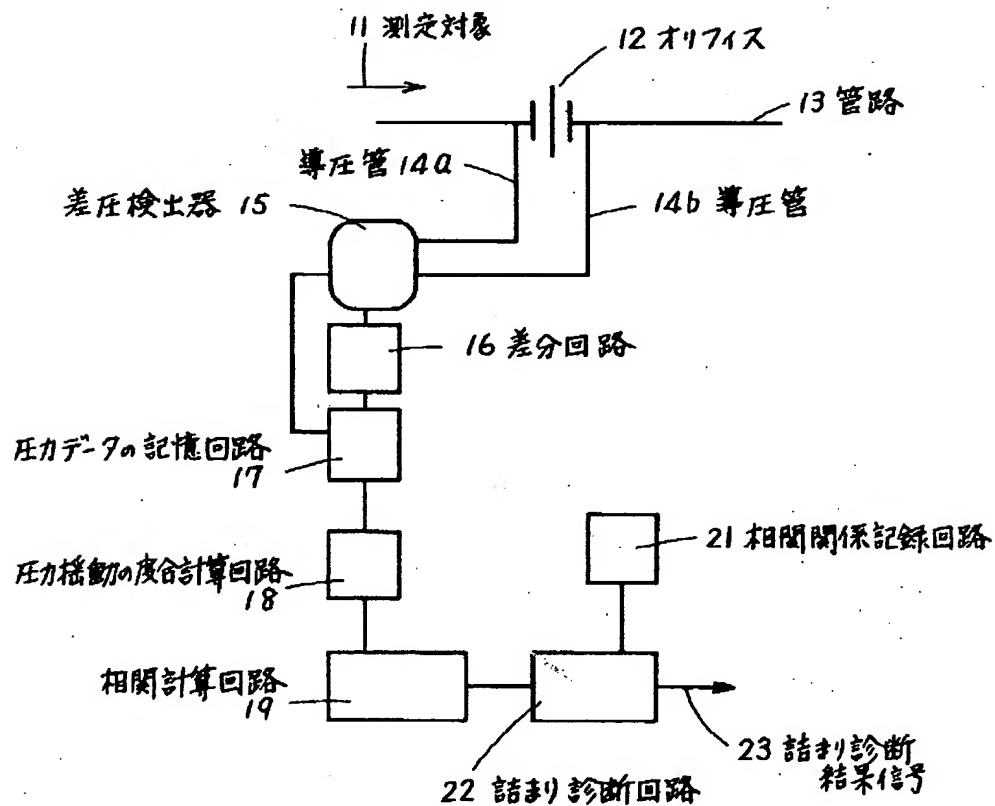 11 測定対象
12 オリフィス
13 管路
導圧管 14a
差圧検出器 15
14b 導圧管
16 差分回路
圧力データの記憶回路
17
21 相関関係記録回路
圧力揺動の度合計算回路
18
相関計算回路
19
23 詰まり診断
結果信号
22 詰まり診断回路